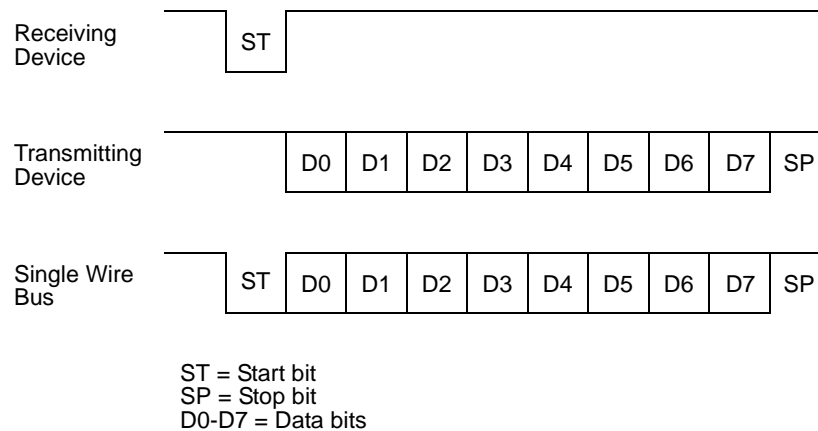 Receiving
Device
ST
Transmitting
Device
D0 D1 D2 D3 D4 D5 D6 D7 SP
Single Wire
Bus
ST D0 D1 D2 D3 D4 D5 D6 D7 SP
ST = Start bit
SP = Stop bit
D0-D7 = Data bits